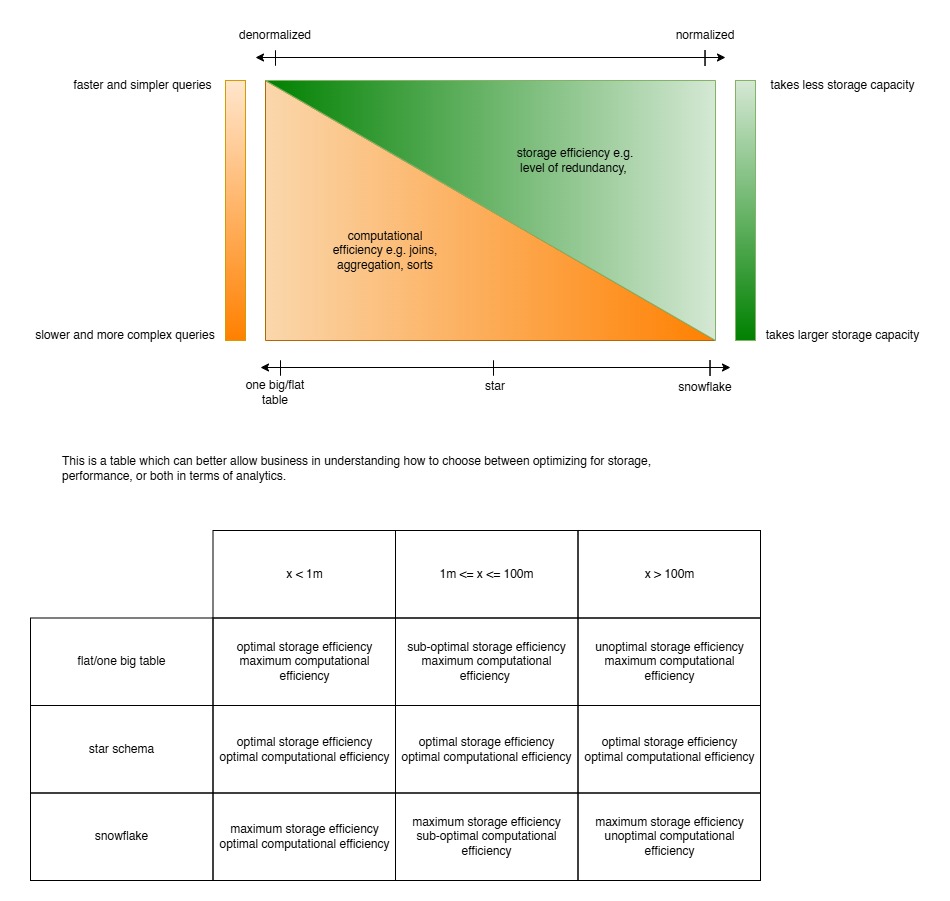 denormalized
normalized
faster and simpler queries
takes less storage capacity
storage efficiency e.g.
level of redundancy,
computational
efficiency e.g. joins,
aggregation, sorts
slower and more complex queries
takes larger storage capacity
one big/flat
table
star
snowflake
This is a table which can better allow business in understanding how to choose between optimizing for storage,
performance, or both in terms of analytics.
x < 1m
1m <= x <= 100m
x > 100m
flat/one big table
optimal storage efficiency
maximum computational
efficiency
sub-optimal storage efficiency
maximum computational
efficiency
unoptimal storage efficiency
maximum computational
efficiency
star schema
optimal storage efficiency
optimal computational efficiency
optimal storage efficiency
optimal computational efficiency
optimal storage efficiency
optimal computational efficiency
snowflake
maximum storage efficiency
optimal computational efficiency
maximum storage efficiency
sub-optimal computational
efficiency
maximum storage efficiency
unoptimal computational
efficiency